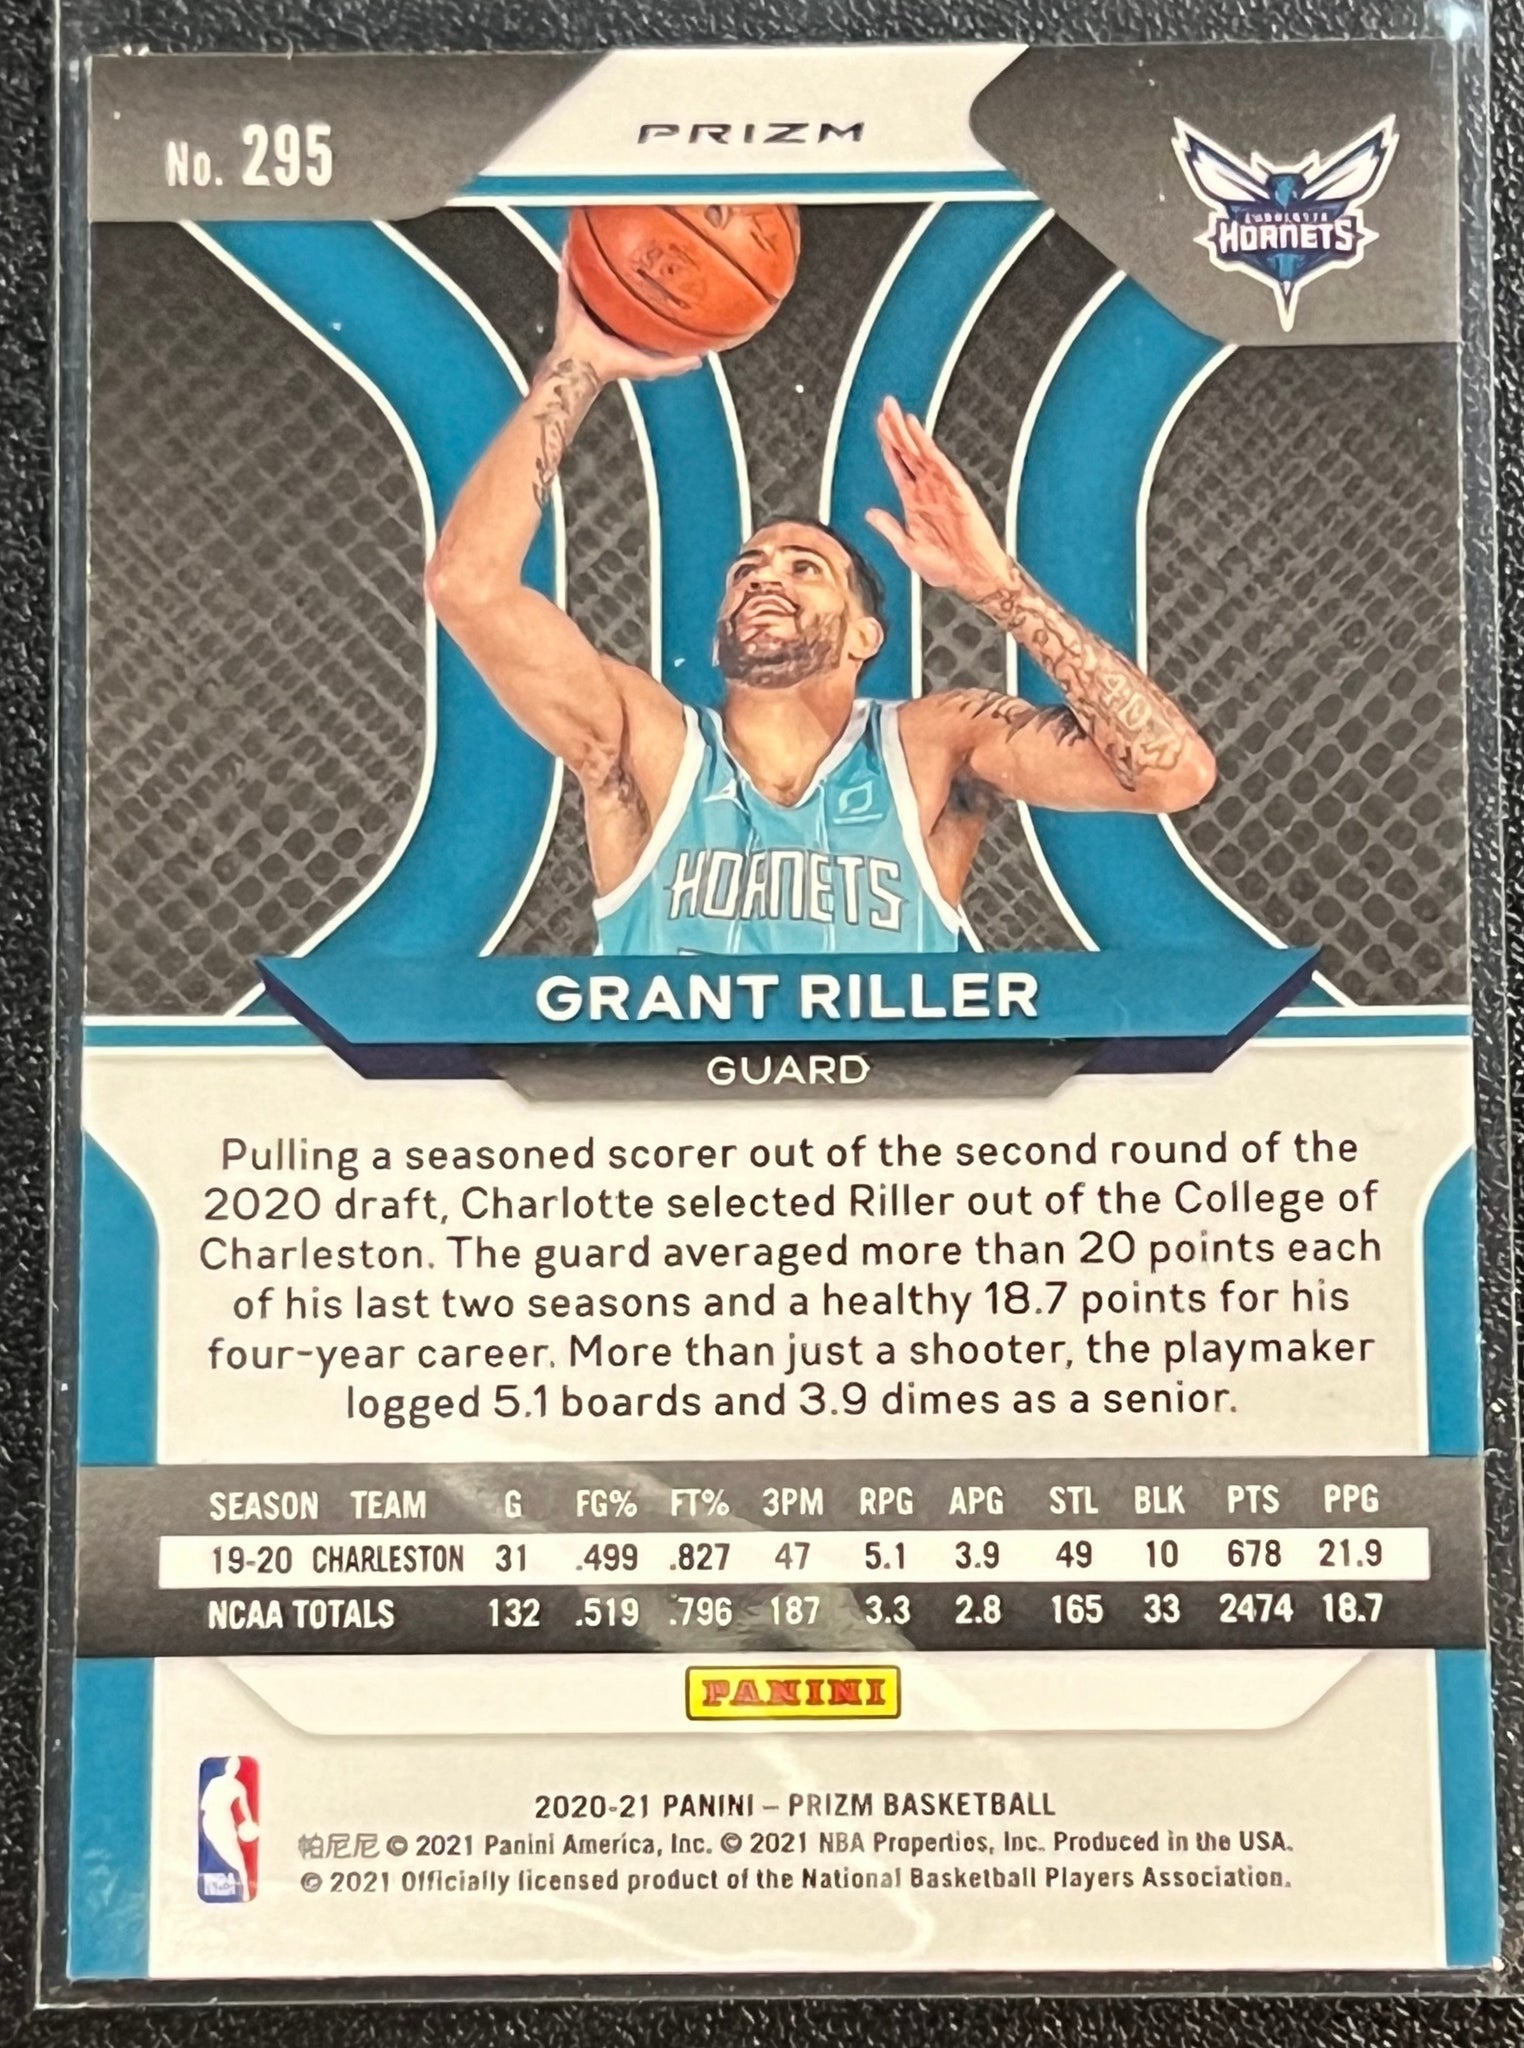 No. 295
PRIZM
CHARLOTTE
HORNETS
HORNETS
GRANT RILLER
GUARD
Pulling a seasoned scorer out of the second round of the
2020 draft, Charlotte selected Riller out of the College of
Charleston. The guard averaged more than 20 points each
of his last two seasons and a healthy 18.7 points for his
four-year career. More than just a shooter, the playmaker
logged 5.1 boards and 3.9 dimes as a senior.
SEASON TEAM G FG% FT% 3PM RPG APG STL BLK PTS PPG
19-20 CHARLESTON 31 .499 .827 47 5.1 3.9 49 10 678 21.9
NCAA TOTALS 132 .519 .796 187 3.3 2.8 165 33 2474 18.7
PANINI
2020-21 PANINI – PRIZM BASKETBALL
帕尼尼 © 2021 Panini America, Inc. © 2021 NBA Properties, Inc. Produced in the USA.
© 2021 Officially licensed product of the National Basketball Players Association.